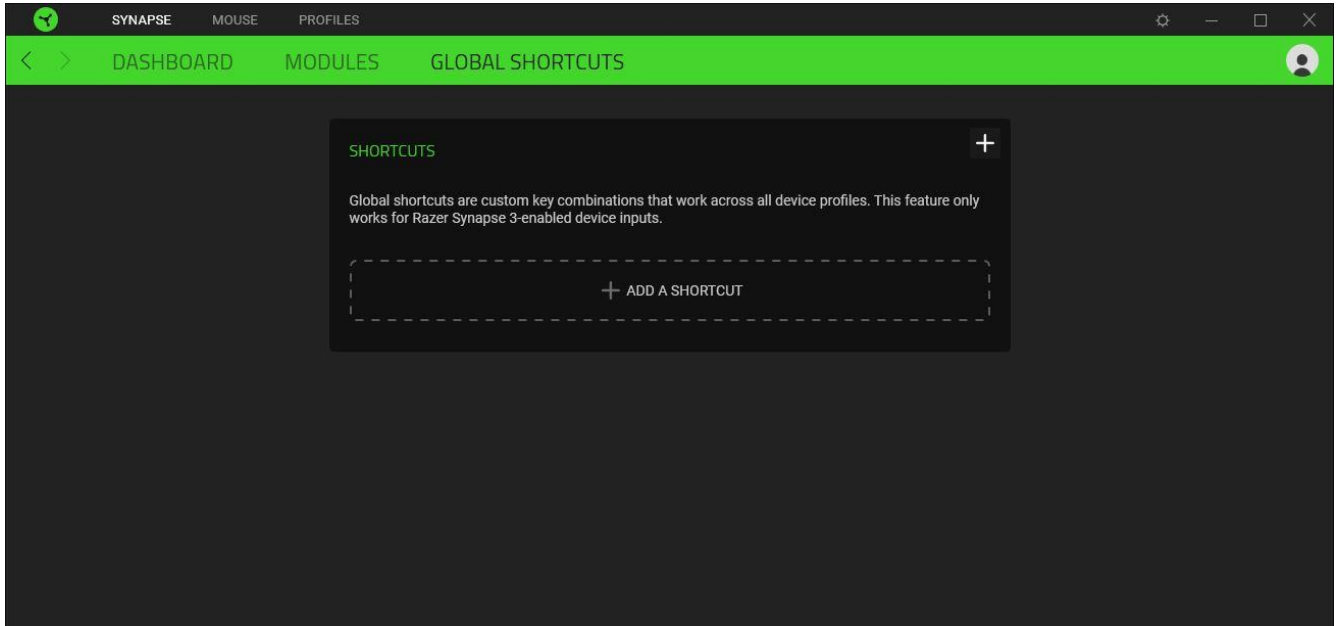 SYNAPSE MOUSE PROFILES
DASHBOARD MODULES GLOBAL SHORTCUTS
SHORTCUTS
Global shortcuts are custom key combinations that work across all device profiles. This feature only
works for Razer Synapse 3-enabled device inputs.
ADD A SHORTCUT